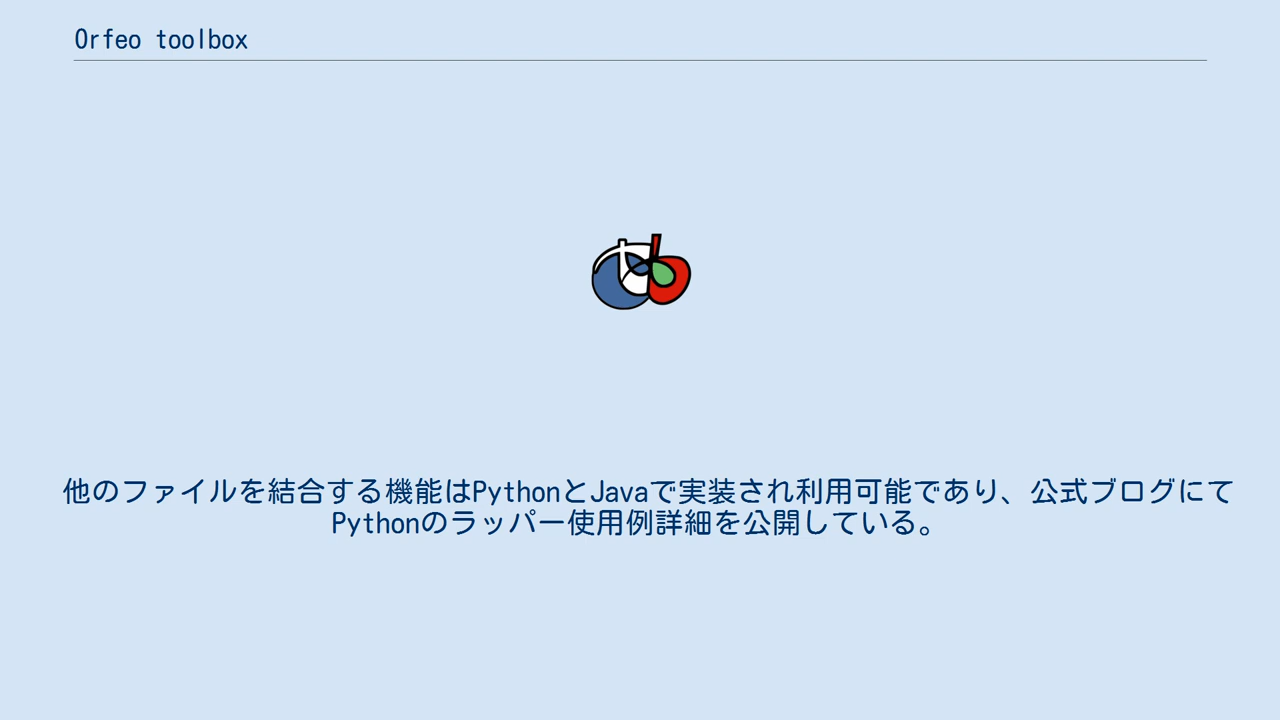 Orfeo toolbox
他のファイルを結合する機能はPythonとJavaで実装され利用可能であり、公式ブログにて
Pythonのラッパー使用例詳細を公開している。